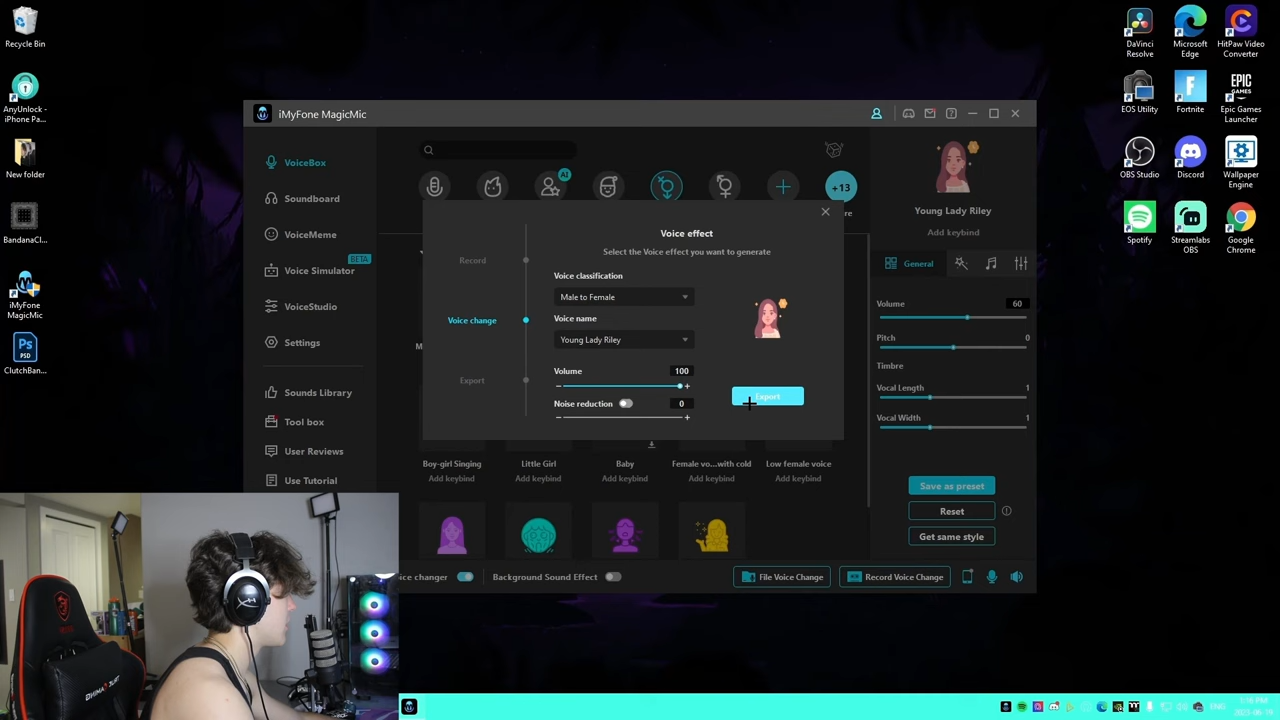 Recycle Bin
AnyUnlock -
iPhone Pa...
New folder
BandanaCl...
iMyFone
MagicMic
ClutchBan...
DaVinci
Resolve
Microsoft
Edge
HitPaw Video
Converter
EOS Utility
Fortnite
Epic Games
Launcher
OBS Studio
Discord
Wallpaper
Engine
Spotify
Streamlabs
OBS
Google
Chrome
iMyFone MagicMic
VoiceBox
Soundboard
VoiceMeme
Voice Simulator
BETA
VoiceStudio
Settings
Sounds Library
Tool box
User Reviews
Use Tutorial
AI
+13
Record
Voice change
Export
Voice effect
Select the Voice effect you want to generate
Voice classification
Male to Female
Voice name
Young Lady Riley
Volume 100
Noise reduction 0
Export
Boy-girl Singing
Add keybind
Little Girl
Add keybind
Baby
Add keybind
Female vo...with cold
Add keybind
Low female voice
Add keybind
Young Lady Riley
Add keybind
General
Volume 60
Pitch 0
Timbre
Vocal Length 1
Vocal Width 1
Save as preset
Reset
Get same style
changer
Background Sound Effect
File Voice Change
Record Voice Change
EPIC
GAMES
Ps
PSD
ENG